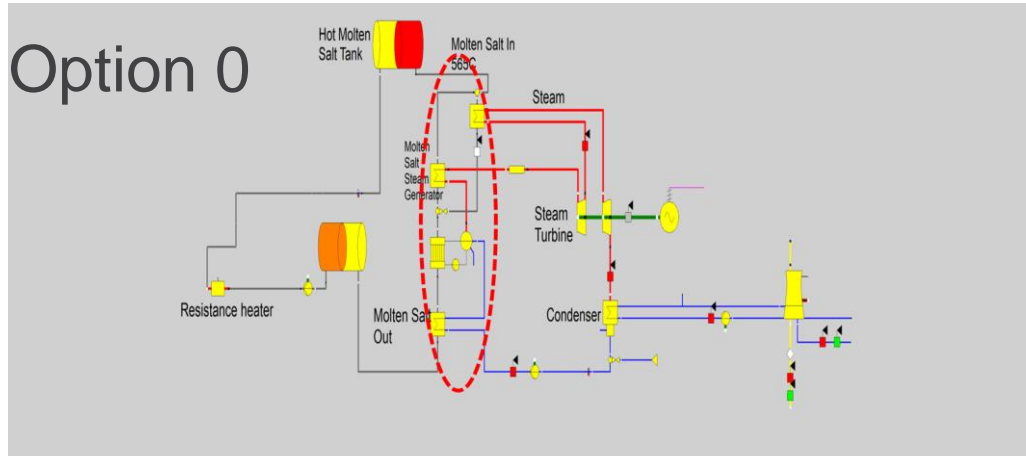 Option 0
Hot Molten
Salt Tank
Molten Salt In
565C
Steam
Molten
Salt
Steam
Generator
Steam
Turbine
Resistance heater
Molten Salt
Out
Condenser